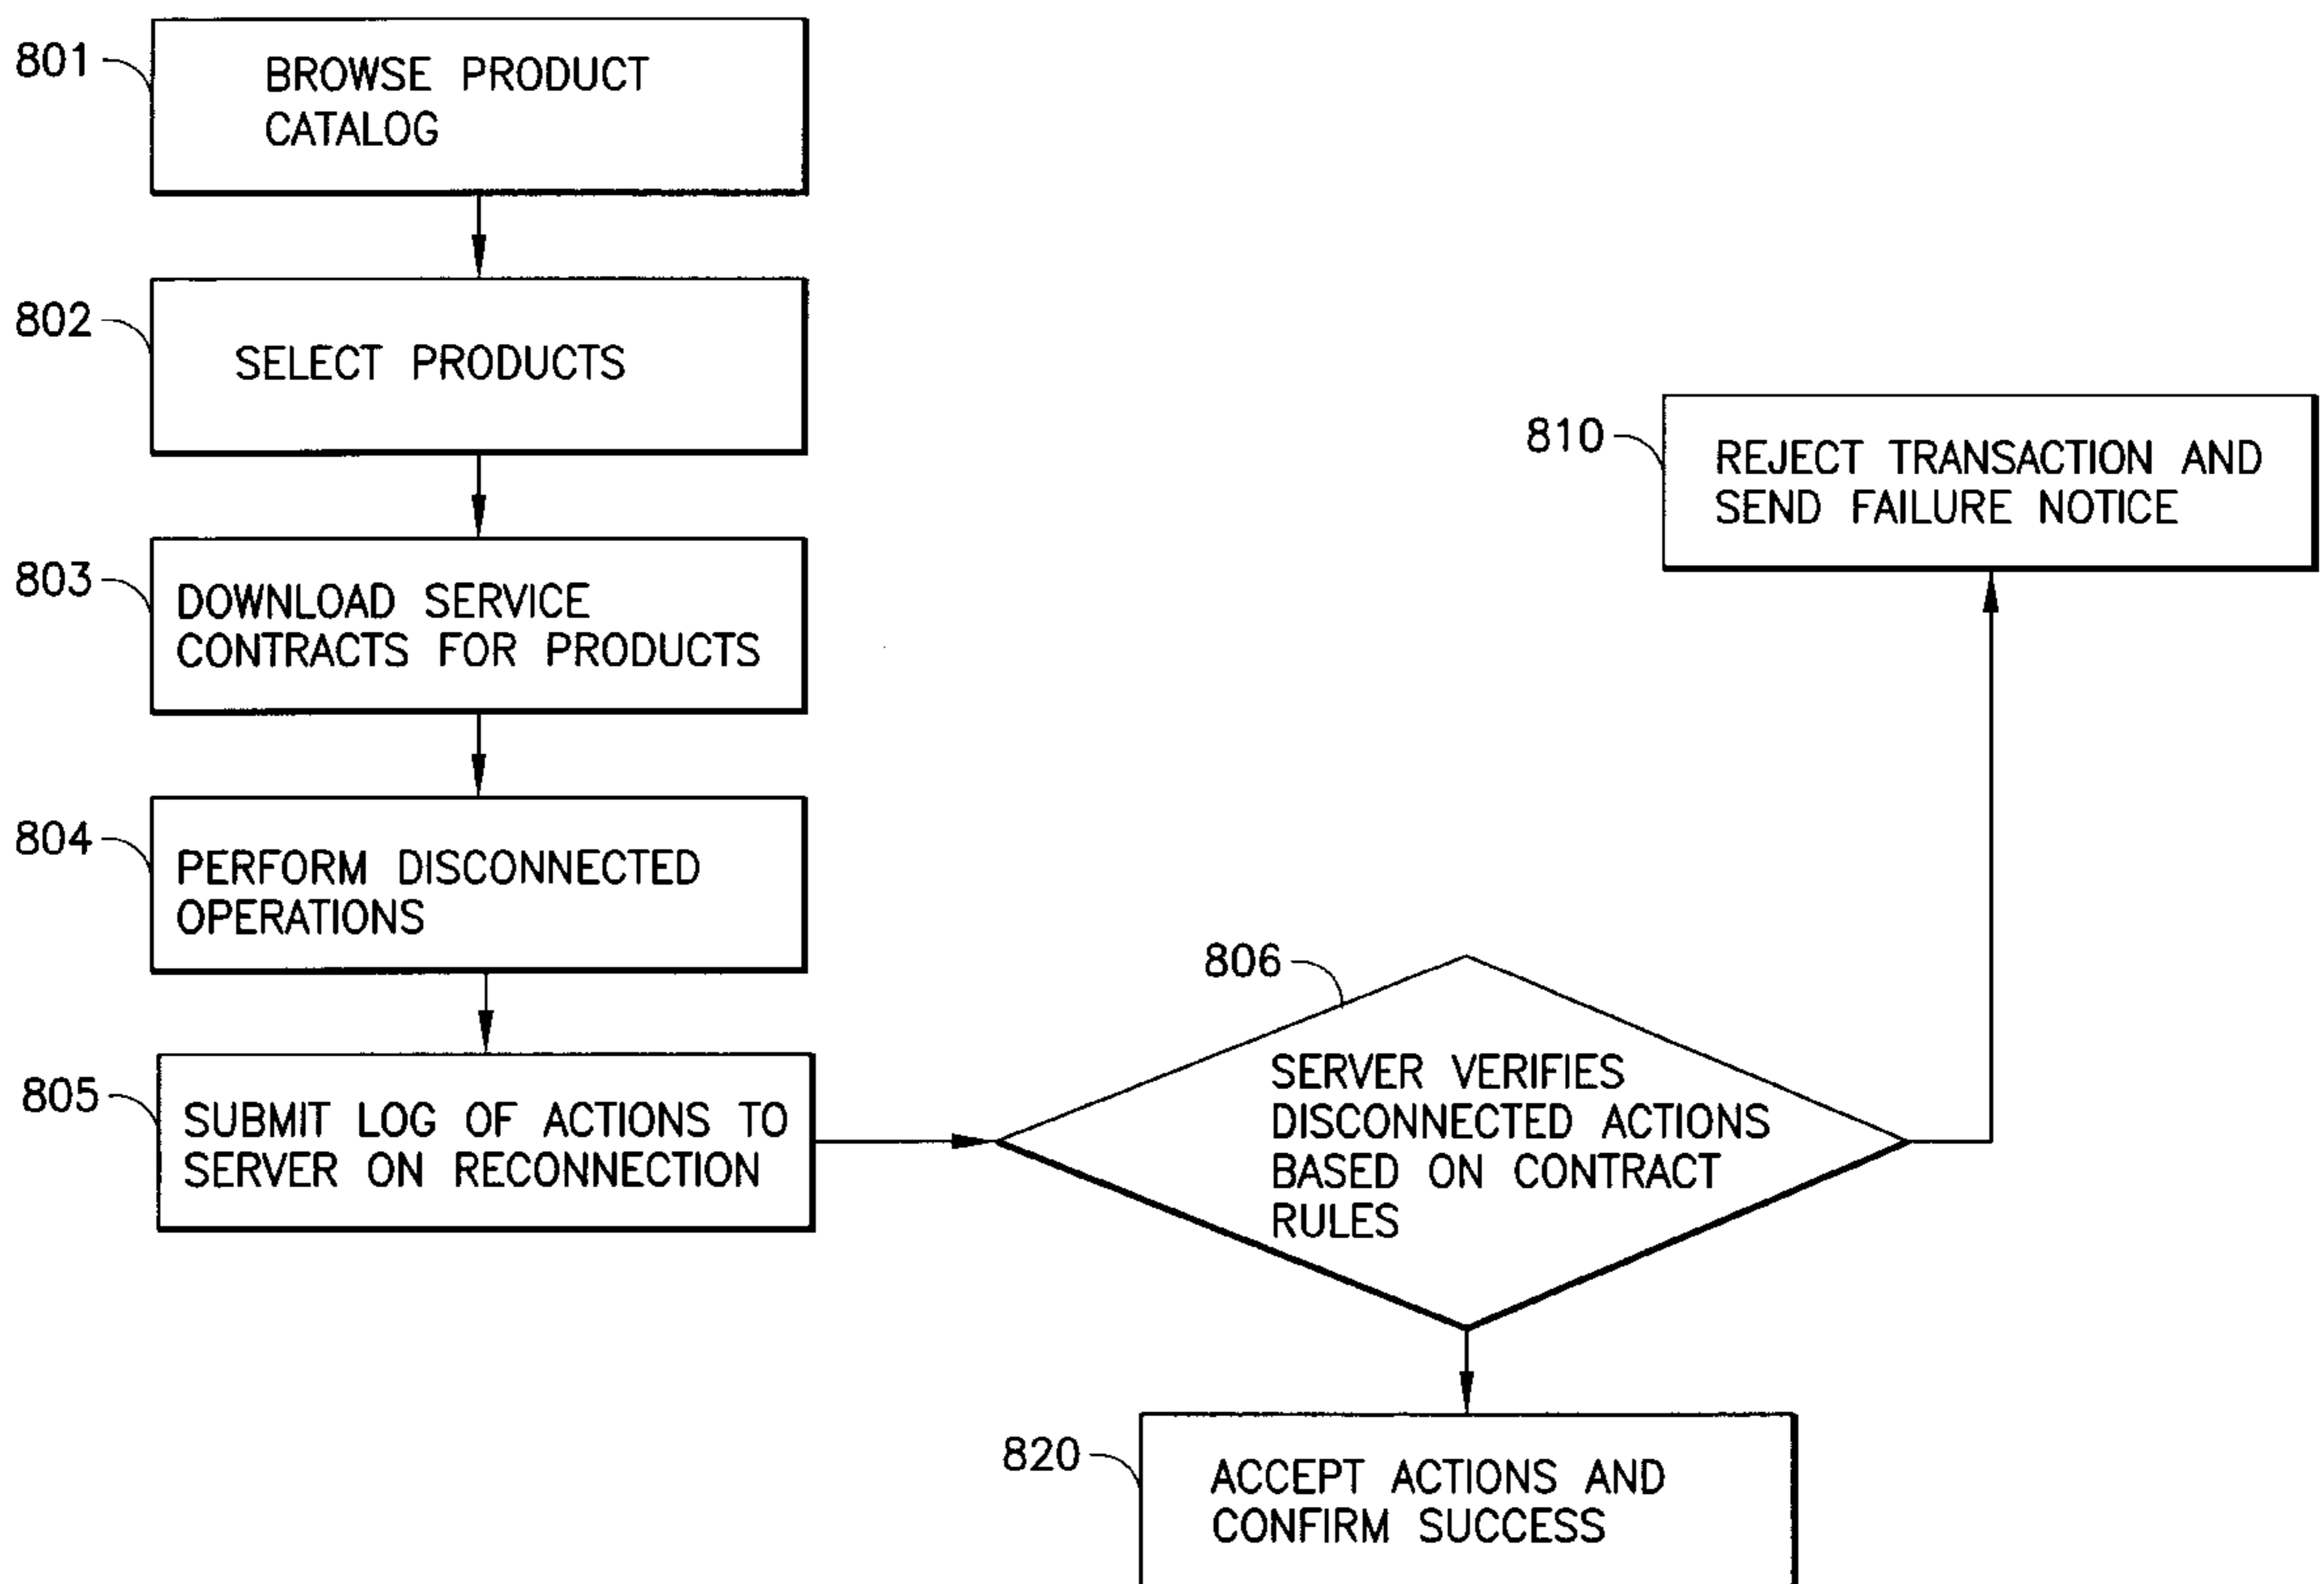 801
BROWSE PRODUCT
CATALOG
802
SELECT PRODUCTS
803
DOWNLOAD SERVICE
CONTRACTS FOR PRODUCTS
804
PERFORM DISCONNECTED
OPERATIONS
805
SUBMIT LOG OF ACTIONS TO
SERVER ON RECONNECTION
806
SERVER VERIFIES
DISCONNECTED ACTIONS
BASED ON CONTRACT
RULES
810
REJECT TRANSACTION AND
SEND FAILURE NOTICE
820
ACCEPT ACTIONS AND
CONFIRM SUCCESS